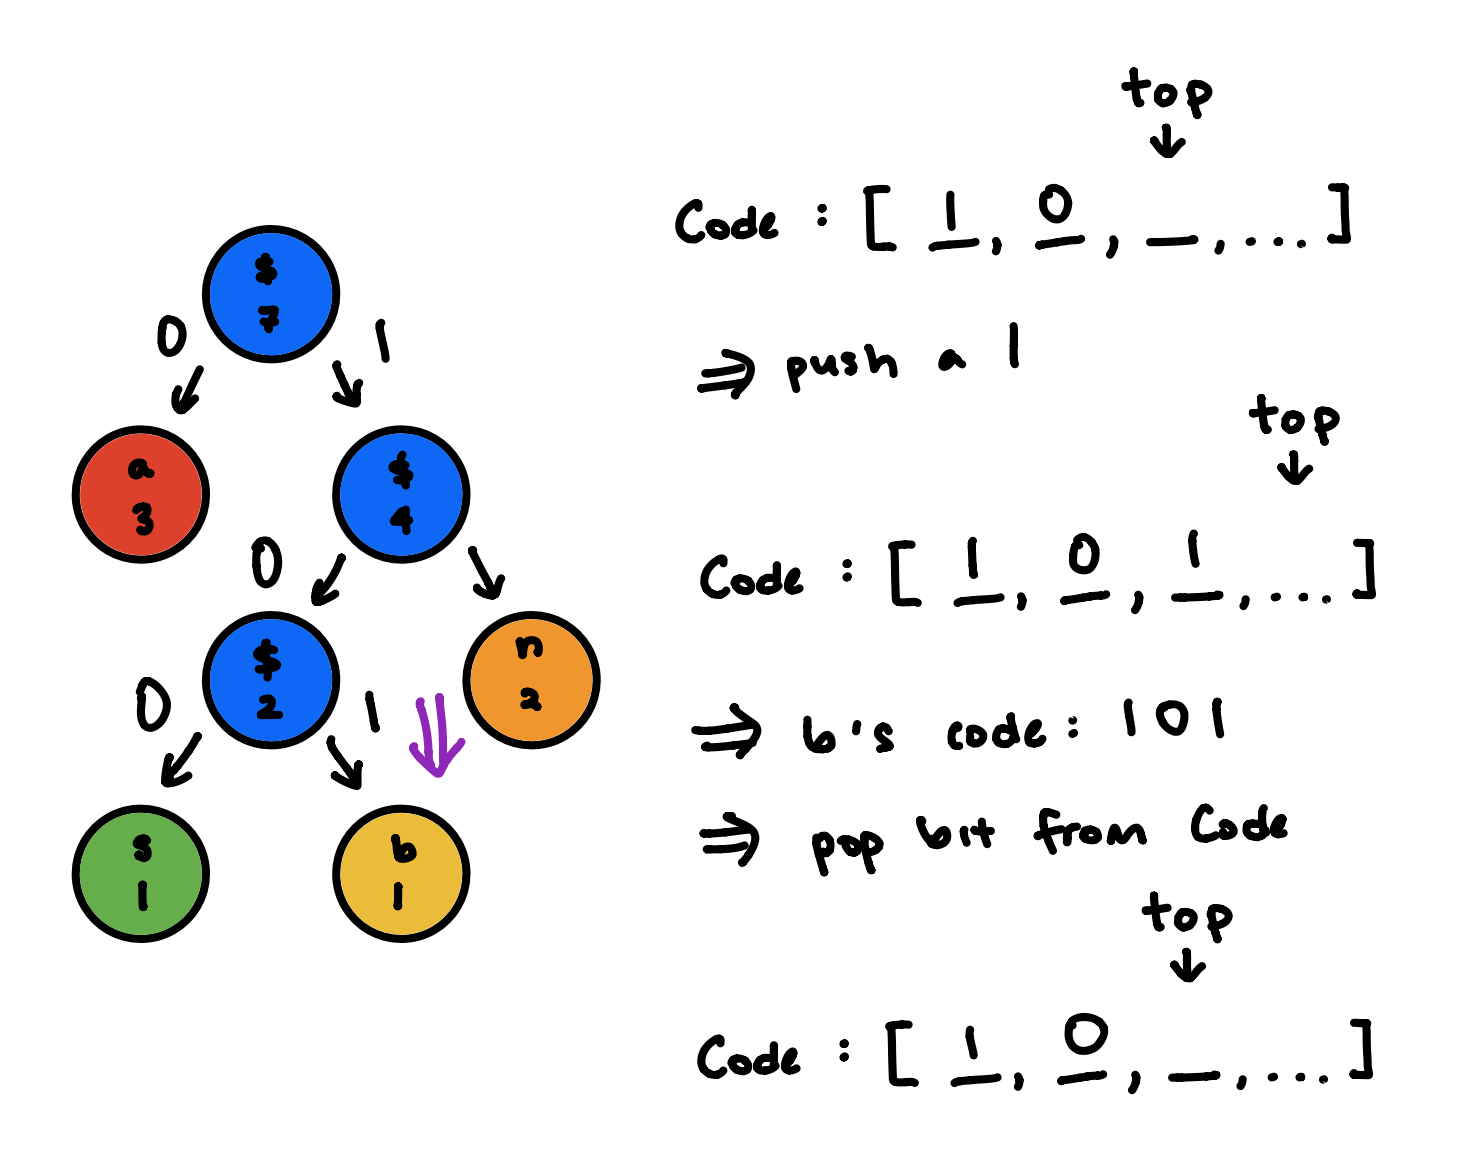 $
7
0
1
a
3
$
4
0
$
2
n
2
0
1
s
1
b
1
top
Code : [ 1, 0, _, ... ]
⇒ push a 1
top
Code : [ 1, 0, 1, ... ]
⇒ b's code: 101
⇒ pop bit from Code
top
Code : [ 1, 0, _, ... ]